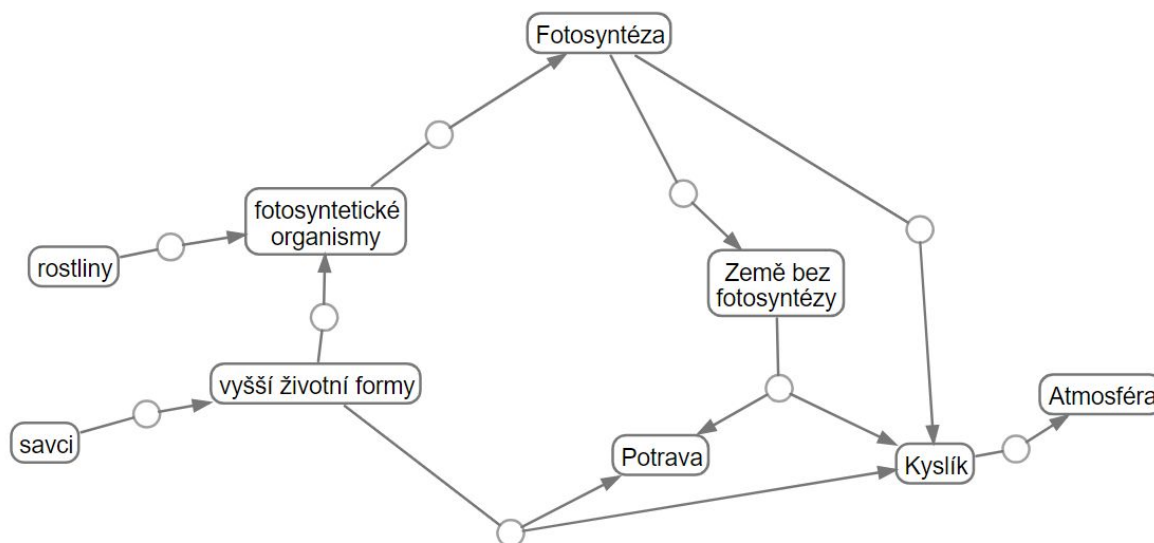 Fotosyntéza
fotosyntetické
organismy
rostliny
Země bez
fotosyntézy
vyšší životní formy
Atmosféra
savci
Potrava
Kyslík